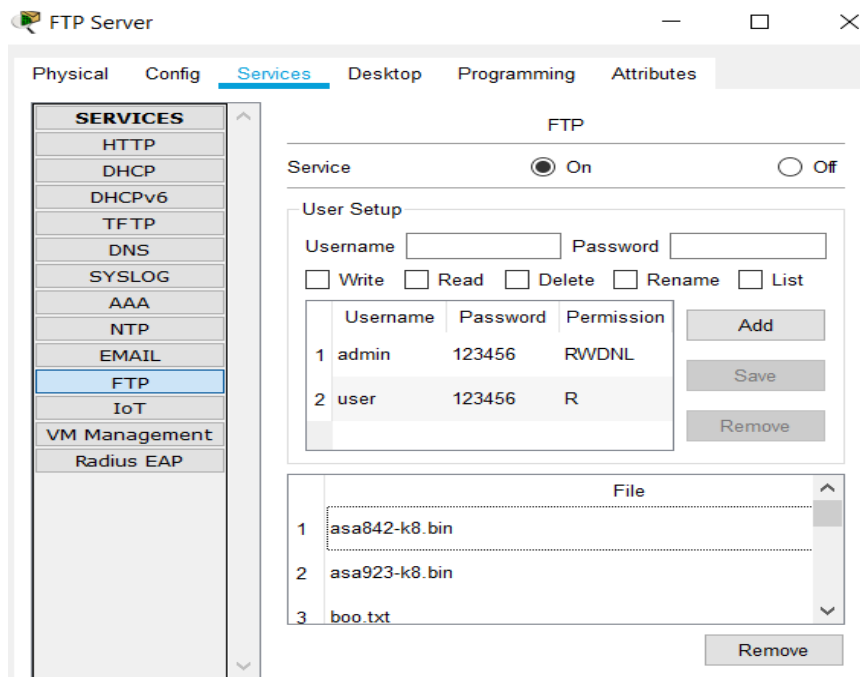 FTP Server
Physical Config Services Desktop Programming Attributes
SERVICES
HTTP
DHCP
DHCPv6
TFTP
DNS
SYSLOG
AAA
NTP
EMAIL
FTP
IoT
VM Management
Radius EAP
FTP
Service On Off
User Setup
Username Password
Write Read Delete Rename List
Username Password Permission
1 admin 123456 RWDNL
2 user 123456 R
Add
Save
Remove
File
1 asa842-k8.bin
2 asa923-k8.bin
3 boo.txt
Remove